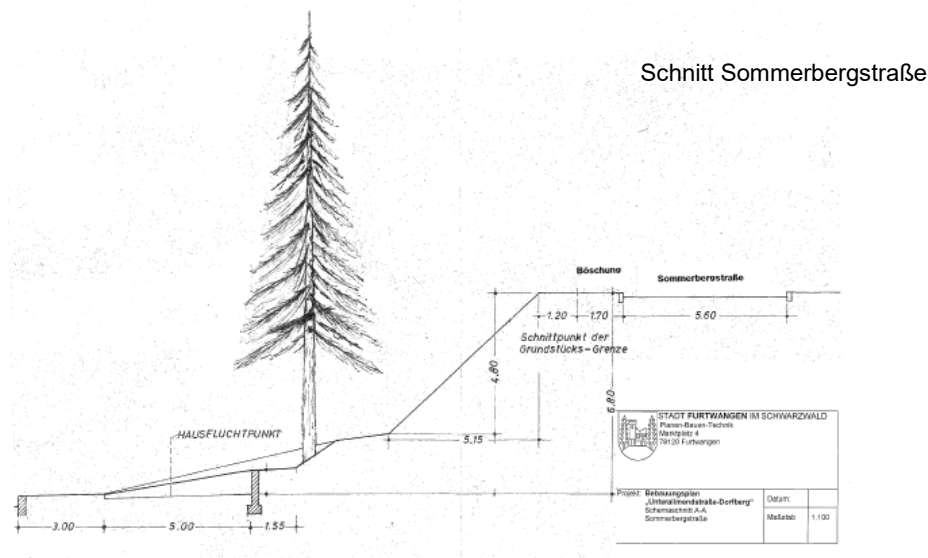 Schnitt Sommerbergstraße
Böschung
Sommerbergstraße
1.20
1.70
5.60
Schnittpunkt der
Grundstücks-Grenze
4.80
6.80
HAUSFLUCHTPUNKT
5,15
3.00
5.00
1.55
STADT FURTWANGEN IM SCHWARZWALD
Planen-Bauen-Technik
Marktplatz 4
78120 Furtwangen
Projekt: Bebauungsplan
„Unterallmendstraße-Dorfberg"
Schemaschnitt A-A
Sommerbergstraße
Datum:
Maßstab 1:100